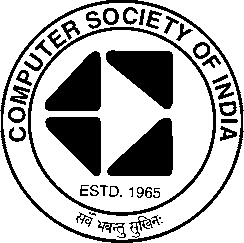 COMPUTER SOCIETY OF INDIA
ESTD. 1965
सर्वे भवन्तु सुखिनः